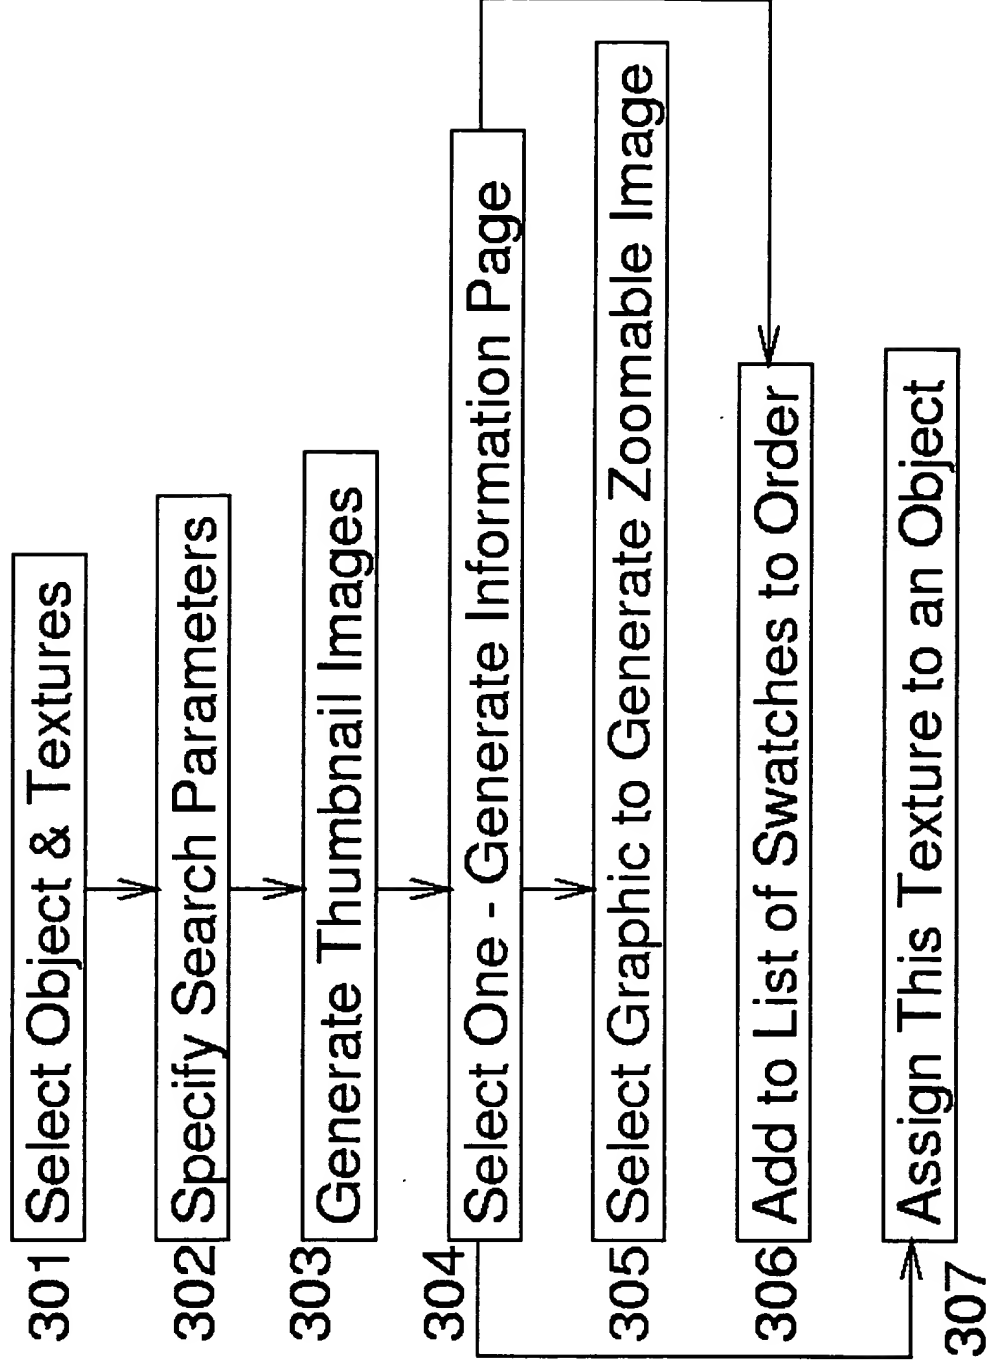 301 Select Object & Textures
302 Specify Search Parameters
303 Generate Thumbnail Images
304 Select One - Generate Information Page
305 Select Graphic to Generate Zoomable Image
306 Add to List of Swatches to Order
307 Assign This Texture to an Object